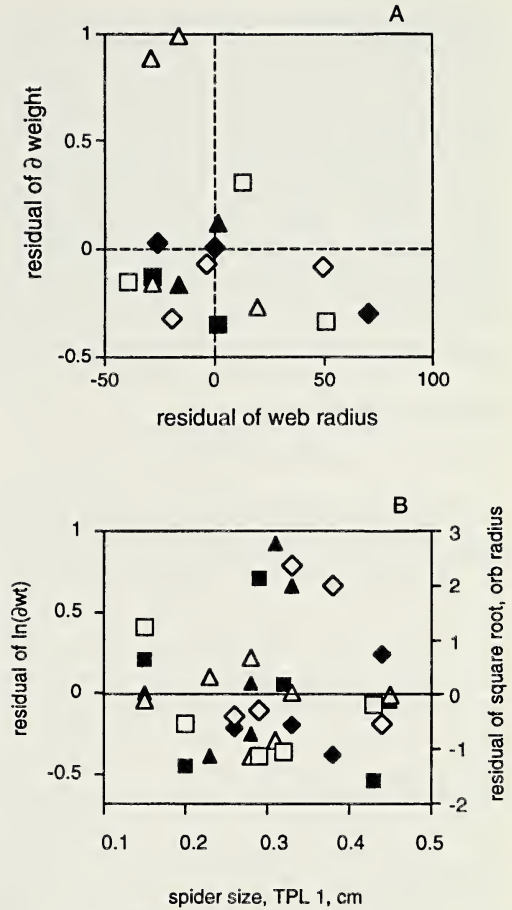 A
1
0.5
0
-0.5
residual of ∂ weight
-50 0 50 100
residual of web radius
B
1
0.5
0
-0.5
residual of ln(∂wt)
3
2
1
0
-1
-2
residual of square root, orb radius
0.1 0.2 0.3 0.4 0.5
spider size, TPL 1, cm